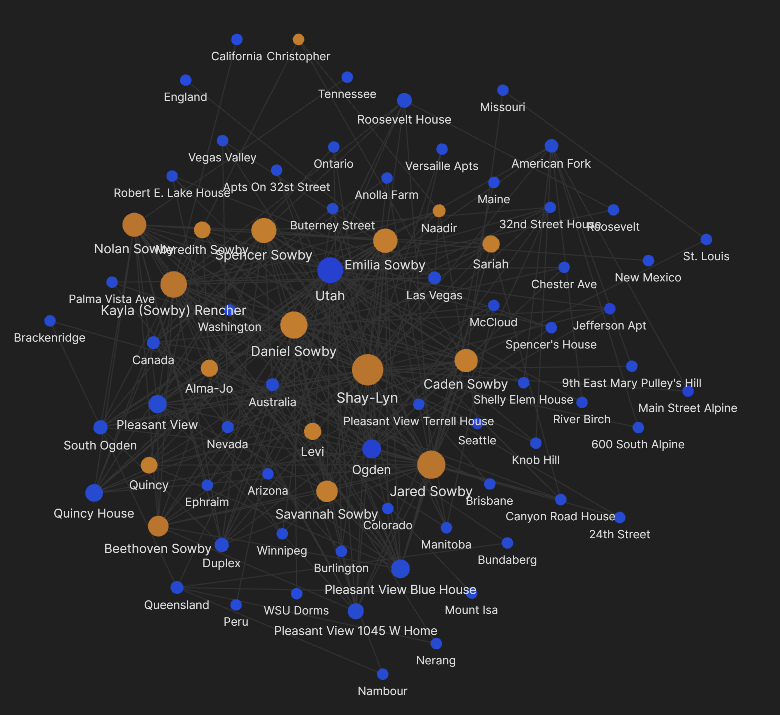 California
Christopher
England
Tennessee
Roosevelt House
Missouri
Vegas Valley
Ontario
Versaille Apts
American Fork
Robert E. Lake House
Apts On 32st Street
Anolla Farm
Maine
Buterney Street
Naadir
32nd Street House
Roosevelt
Nolan Sowby
Meredith Sowby
Spencer Sowby
Emilia Sowby
Sariah
St. Louis
New Mexico
Utah
Las Vegas
Chester Ave
Palma Vista Ave
Kayla (Sowby) Rencher
Washington
McCloud
Jefferson Apt
Brackenridge
Canada
Daniel Sowby
Spencer's House
Alma-Jo
Australia
Shay-Lyn
Caden Sowby
9th East Mary Pulley's Hill
Shelly Elem House
Main Street Alpine
Pleasant View
Pleasant View Terrell House
River Birch
South Ogden
Nevada
Levi
Seattle
600 South Alpine
Ogden
Knob Hill
Quincy
Arizona
Jared Sowby
Quincy House
Ephraim
Savannah Sowby
Brisbane
Canyon Road House
Colorado
24th Street
Beethoven Sowby
Duplex
Winnipeg
Manitoba
Burlington
Bundaberg
Pleasant View Blue House
Queensland
WSU Dorms
Mount Isa
Peru
Pleasant View 1045 W Home
Nerang
Nambour